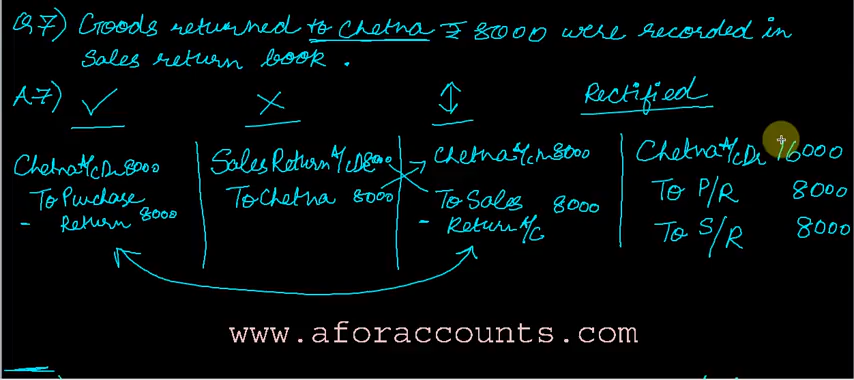 Q.7) Goods returned to Chetna ₹ 8000 were recorded in
Sales return book.
A.7) ✓ ✗ ↕ Rectified
Chetna A/c Dr 8000
To Purchase
- Return 8000
Sales Return A/c Dr 8000
To Chetna 8000
Chetna A/c Dr 8000
To Sales 8000
- Return A/c
Chetna A/c Dr 16000
To P/R 8000
To S/R 8000
www.aforaccounts.com